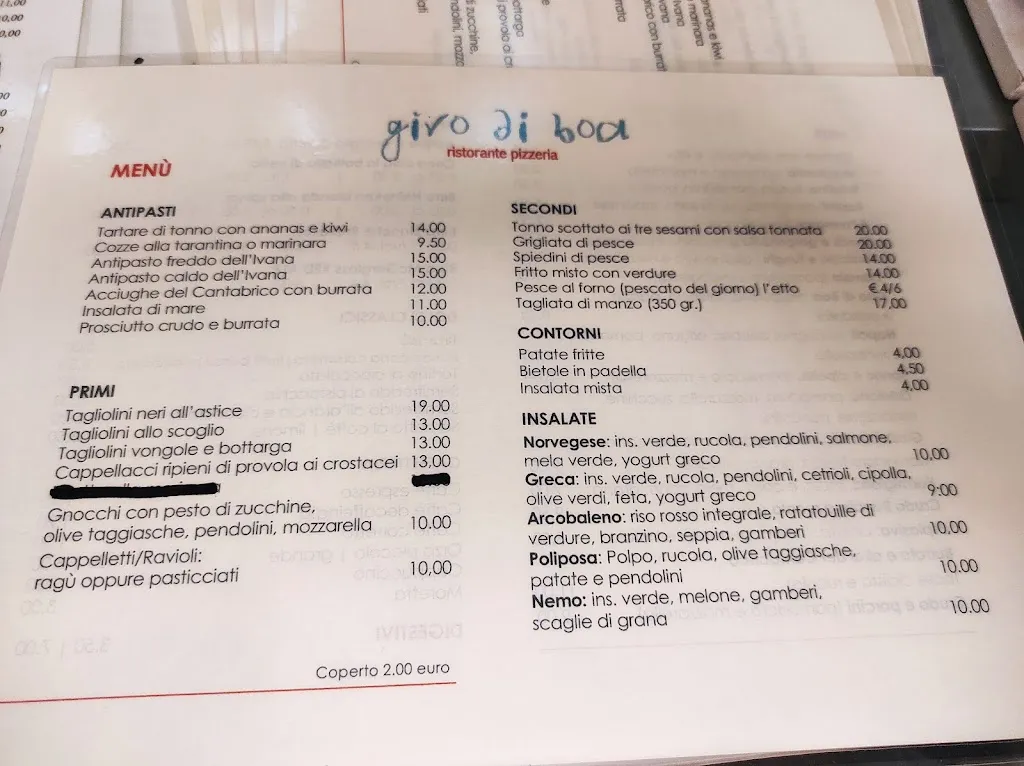 giro di boa
ristorante pizzeria
MENÙ
ANTIPASTI
Tartare di tonno con ananas e kiwi 14.00
Cozze alla tarantina o marinara 9.50
Antipasto freddo dell'Ivana 15.00
Antipasto caldo dell'Ivana 15.00
Acciughe del Cantabrico con burrata 12.00
Insalata di mare 11.00
Prosciutto crudo e burrata 10.00
PRIMI
Tagliolini neri all'astice 19.00
Tagliolini allo scoglio 13.00
Tagliolini vongole e bottarga 13.00
Cappellacci ripieni di provola ai crostacei 13,00
Gnocchi con pesto di zucchine,
olive taggiasche, pendolini, mozzarella 10.00
Cappelletti/Ravioli:
ragù oppure pasticciati 10,00
Coperto 2.00 euro
SECONDI
Tonno scottato ai tre sesami con salsa tonnata 20.00
Grigliata di pesce 20.00
Spiedini di pesce 14.00
Fritto misto con verdure 14.00
Pesce al forno (pescato del giorno) l'etto € 4/6
Tagliata di manzo (350 gr.) 17,00
CONTORNI
Patate fritte 4,00
Bietole in padella 4,50
Insalata mista 4,00
INSALATE
Norvegese: ins. verde, rucola, pendolini, salmone,
mela verde, yogurt greco 10,00
Greca: ins. verde, rucola, pendolini, cetrioli, cipolla,
olive verdi, feta, yogurt greco 9:00
Arcobaleno: riso rosso integrale, ratatouille di
verdure, branzino, seppia, gamberi 10,00
Poliposa: Polpo, rucola, olive taggiasche,
patate e pendolini 10.00
Nemo: ins. verde, melone, gamberi,
scaglie di grana 10.00